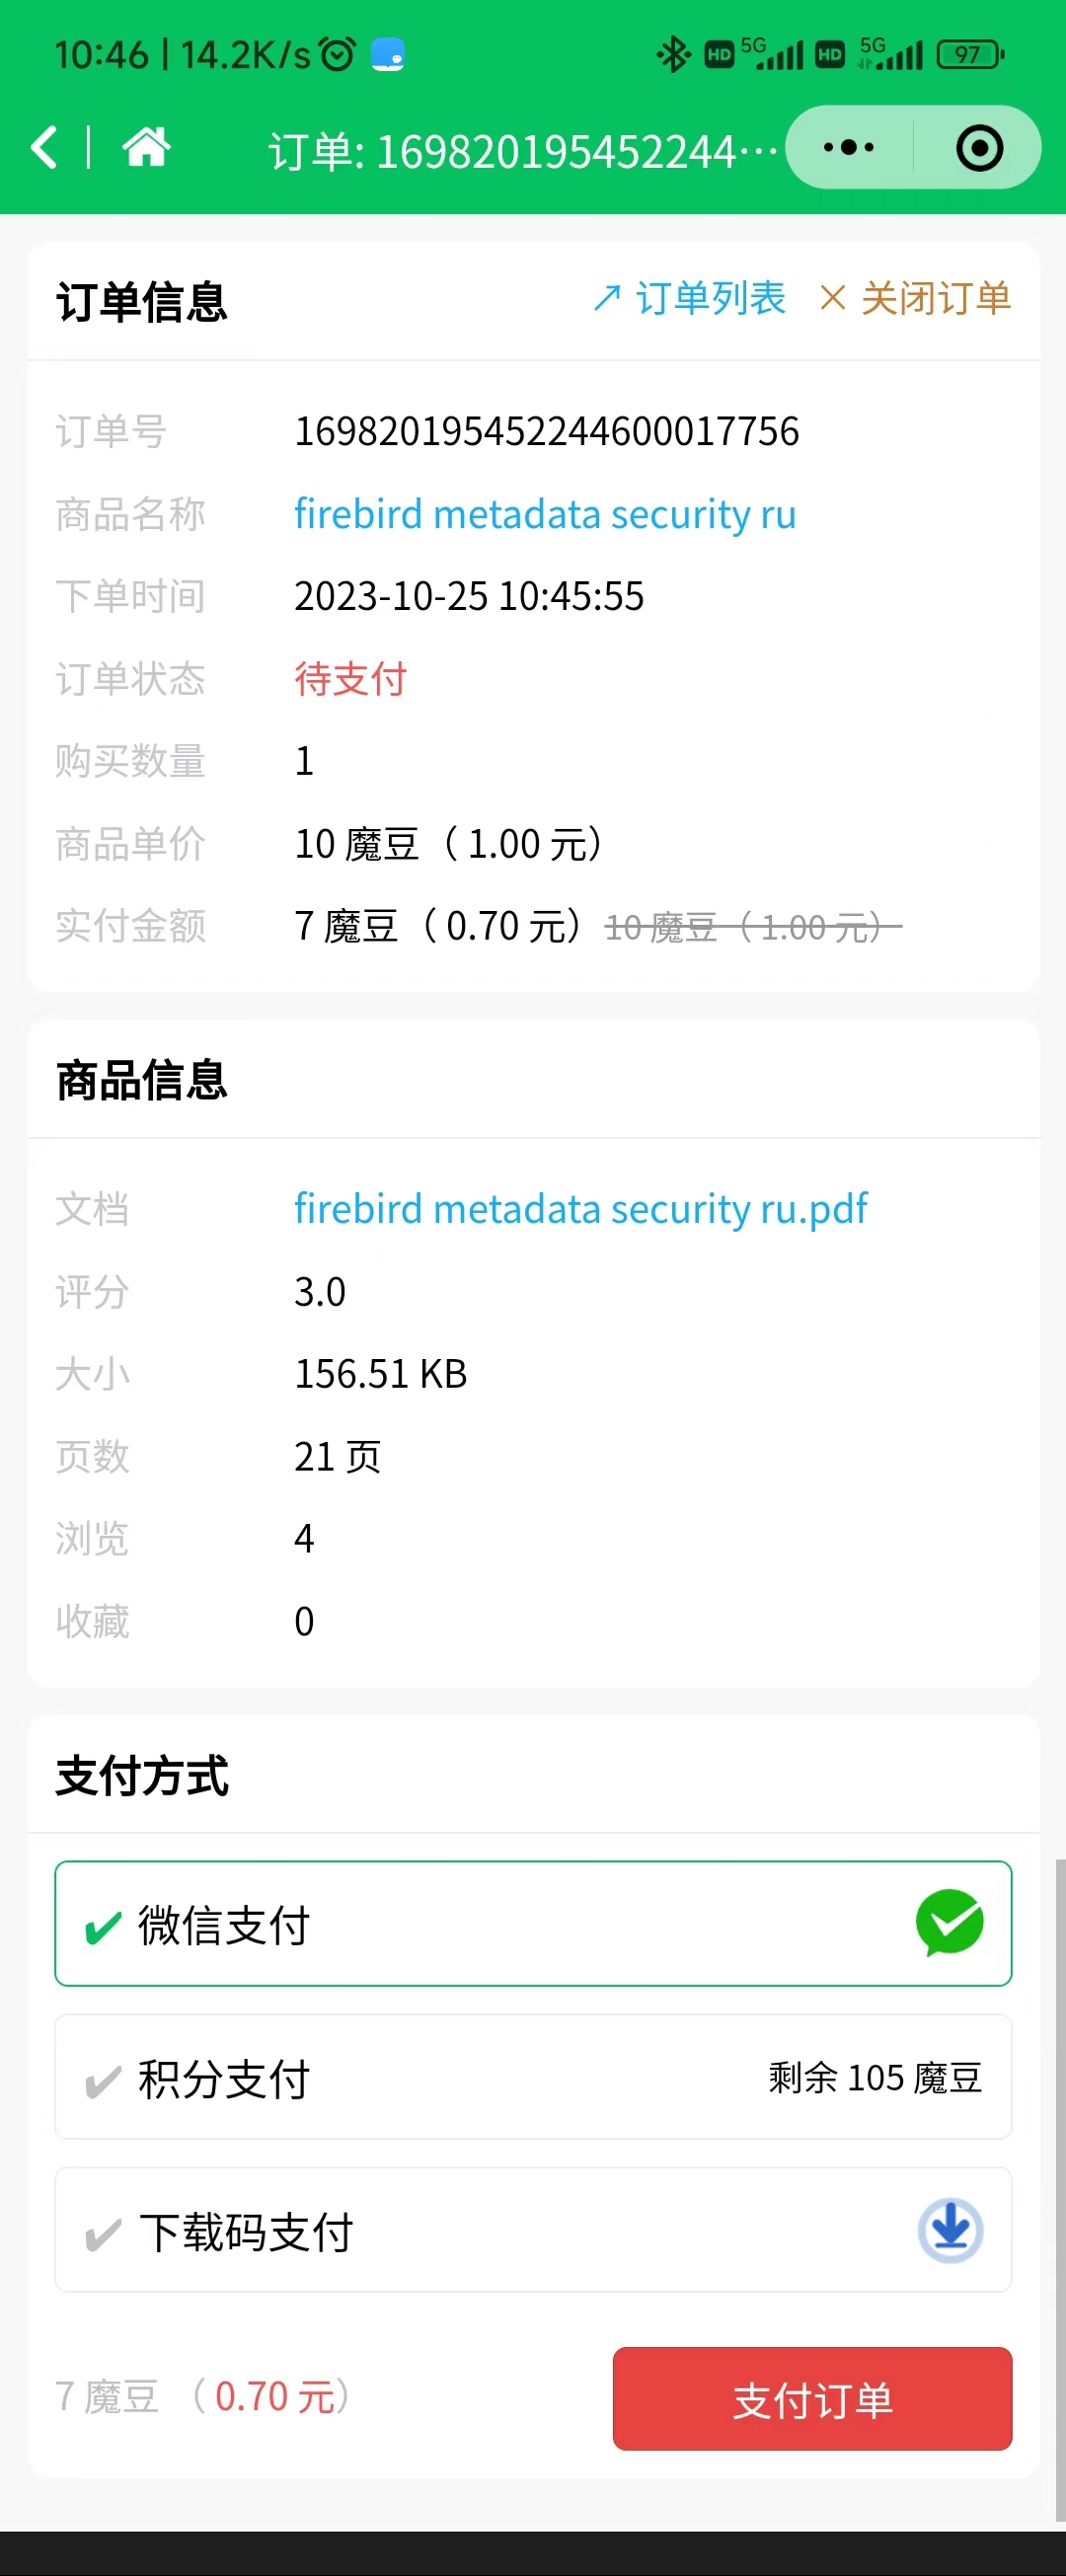 10:46 | 14.2K/s
HD 5G HD 5G 97
订单: 169820195452244···
订单信息 ↗ 订单列表 × 关闭订单
订单号 169820195452244600017756
商品名称 firebird metadata security ru
下单时间 2023-10-25 10:45:55
订单状态 待支付
购买数量 1
商品单价 10 魔豆（ 1.00 元）
实付金额 7 魔豆（ 0.70 元） 10 魔豆（ 1.00 元）
商品信息
文档 firebird metadata security ru.pdf
评分 3.0
大小 156.51 KB
页数 21 页
浏览 4
收藏 0
支付方式
微信支付
积分支付 剩余 105 魔豆
下载码支付
7 魔豆 （ 0.70 元） 支付订单